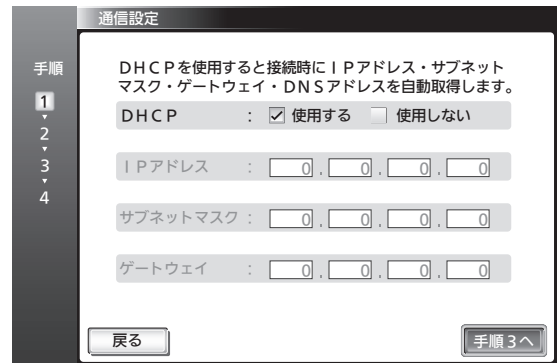 通信設定
手順
1
2
3
4
DHCPを使用すると接続時にIPアドレス・サブネット
マスク・ゲートウェイ・DNSアドレスを自動取得します。
DHCP : 使用する 使用しない
IPアドレス : 0 . 0 . 0 . 0
サブネットマスク : 0 . 0 . 0 . 0
ゲートウェイ : 0 . 0 . 0 . 0
戻る
手順3へ